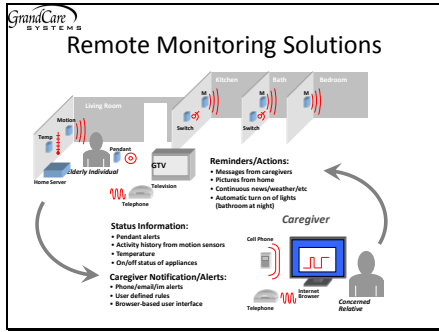 GrandCare
SYSTEMS
Remote Monitoring Solutions
Kitchen
Bath
Bedroom
Living Room
M
M
M
Motion
Temp
Switch
Switch
Pendant
GTV
Elderly Individual
Home Server
Television
Telephone
Reminders/Actions:
• Messages from caregivers
• Pictures from home
• Continuous news/weather/etc
• Automatic turn on of lights
(bathroom at night)
Status Information:
• Pendant alerts
• Activity history from motion sensors
• Temperature
• On/off status of appliances
Caregiver Notification/Alerts:
• Phone/email/im alerts
• User defined rules
• Browser-based user interface
Caregiver
Cell Phone
Telephone
Internet
Browser
Concerned
Relative